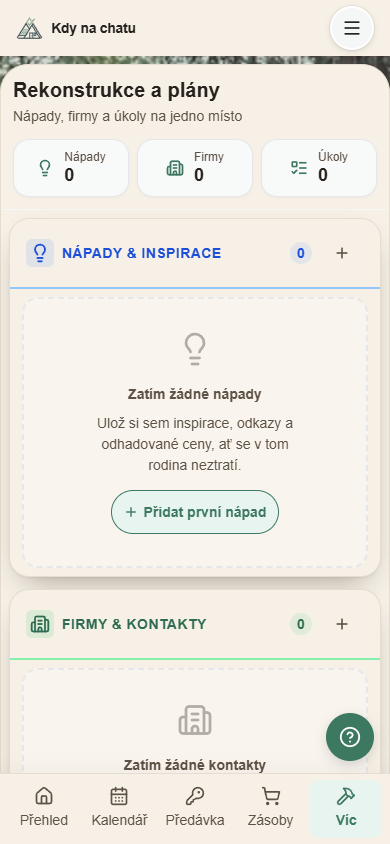 Kdy na chatu
Rekonstrukce a plány
Nápady, firmy a úkoly na jedno místo
Nápady
0
Firmy
0
Úkoly
0
NÁPADY & INSPIRACE
0
Zatím žádné nápady
Ulož si sem inspirace, odkazy a
odhadované ceny, ať se v tom
rodina neztratí.
+ Přidat první nápad
FIRMY & KONTAKTY
0
Zatím žádné kontakty
Přehled
Kalendář
Předávka
Zásoby
Víc